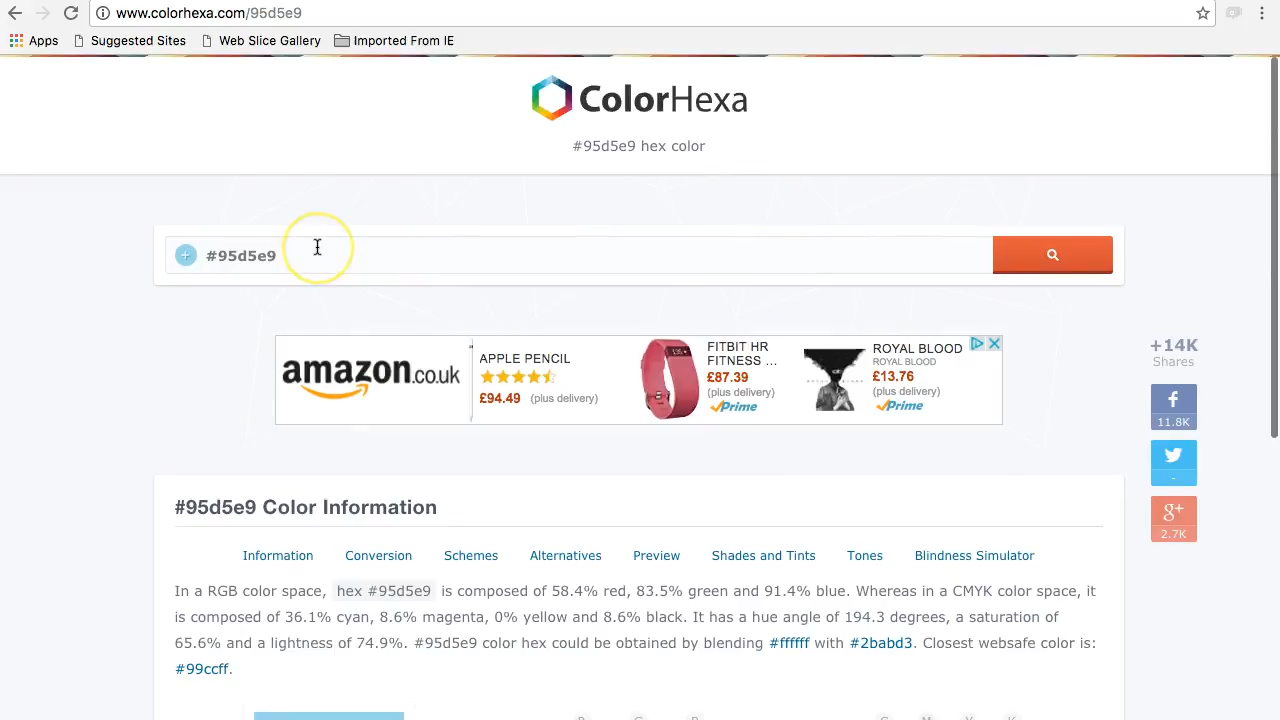 www.colorhexa.com/95d5e9
Apps Suggested Sites Web Slice Gallery Imported From IE
ColorHexa
#95d5e9 hex color
#95d5e9
amazon.co.uk
APPLE PENCIL
£94.49 (plus delivery)
FITBIT HR
FITNESS ...
£87.39
(plus delivery)
Prime
ROYAL BLOOD
ROYAL BLOOD
£13.76
(plus delivery)
Prime
+14K
Shares
f
11.8K
-
g+
2.7K
#95d5e9 Color Information
Information Conversion Schemes Alternatives Preview Shades and Tints Tones Blindness Simulator
In a RGB color space, hex #95d5e9 is composed of 58.4% red, 83.5% green and 91.4% blue. Whereas in a CMYK color space, it
is composed of 36.1% cyan, 8.6% magenta, 0% yellow and 8.6% black. It has a hue angle of 194.3 degrees, a saturation of
65.6% and a lightness of 74.9%. #95d5e9 color hex could be obtained by blending #ffffff with #2babd3. Closest websafe color is:
#99ccff.